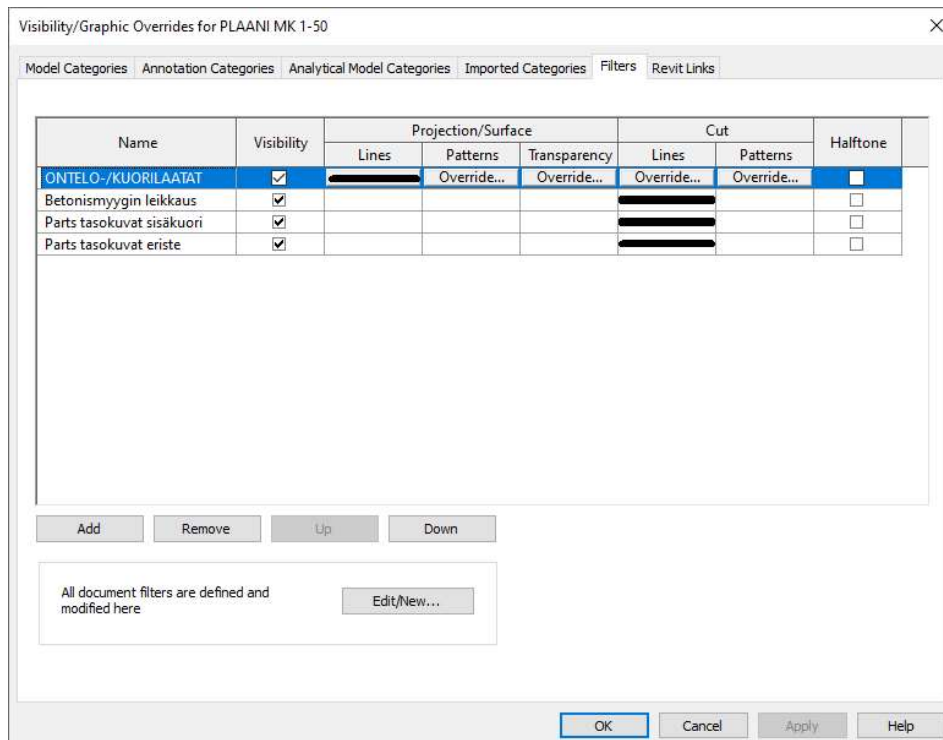 Visibility/Graphic Overrides for PLAANI MK 1-50
Model Categories Annotation Categories Analytical Model Categories Imported Categories Filters Revit Links
Name Visibility Projection/Surface Cut Halftone
Lines Patterns Transparency Lines Patterns
ONTELO-/KUORILAATAT Override... Override... Override... Override...
Betonismyygin leikkaus
Parts tasokuvat sisäkuori
Parts tasokuvat eriste
Add Remove Up Down
All document filters are defined and
modified here
Edit/New...
OK Cancel Apply Help